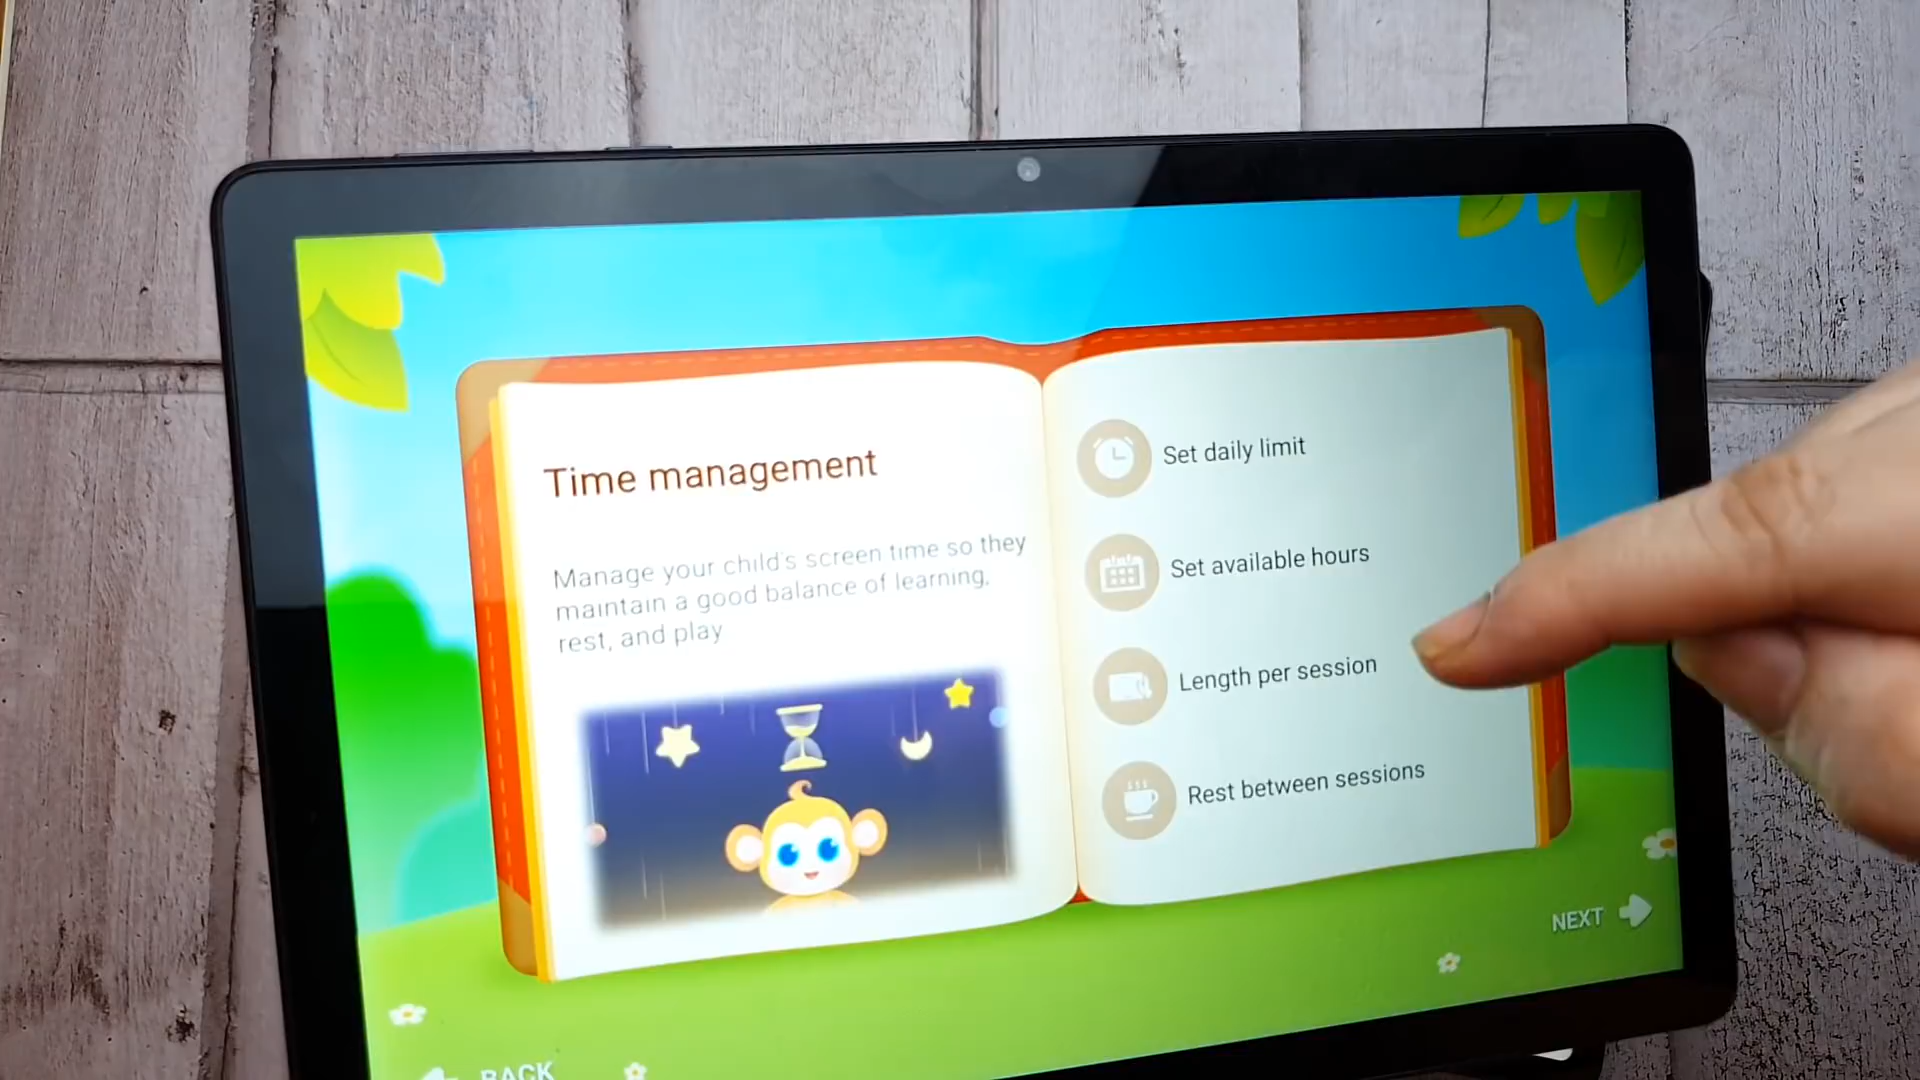 Time management
Manage your child's screen time so they
maintain a good balance of learning,
rest, and play
Set daily limit
Set available hours
Length per session
Rest between sessions
NEXT
BACK